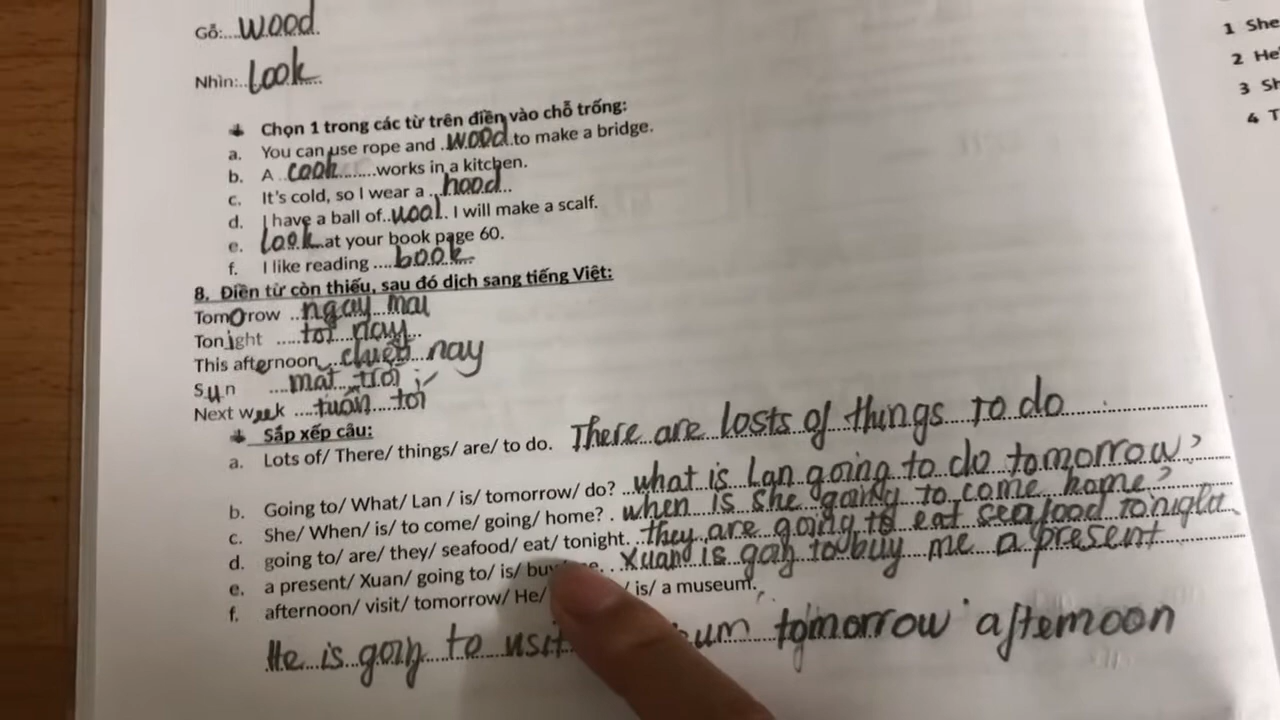 Gỗ:...wood.
Nhìn:..Look...
Chọn 1 trong các từ trên điền vào chỗ trống:
a. You can use rope and .wood.to make a bridge.
b. A ..cook........works in a kitchen.
c. It's cold, so I wear a ..hood...
d. I have a ball of..uool.. I will make a scalf.
e. look...at your book page 60.
f. I like reading ....book...
8. Điền từ còn thiếu, sau đó dịch sang tiếng Việt:
Tomorrow ..ngay mai
Tonight .....tối nay..
This afternoon ...chiều nay
Sun ....mat trời
Next week ....tuần tới
Sắp xếp câu:
a. Lots of/ There/ things/ are/ to do. There are losts of things to do
b. Going to/ What/ Lan / is/ tomorrow/ do? ..what is Lan going to do tomorrow?
c. She/ When/ is/ to come/ going/ home? . when is she going to come home?
d. going to/ are/ they/ seafood/ eat/ tonight. .they are going to eat seafood
e. a present/ Xuan/ going to/ is/ buy Xuan is goy to buy me a present
f. afternoon/ visit/ tomorrow/ He/ / is/ a museum.
He is goiy to usit tomorrow afternoon
1 She
2 He
3 Sh
4 T